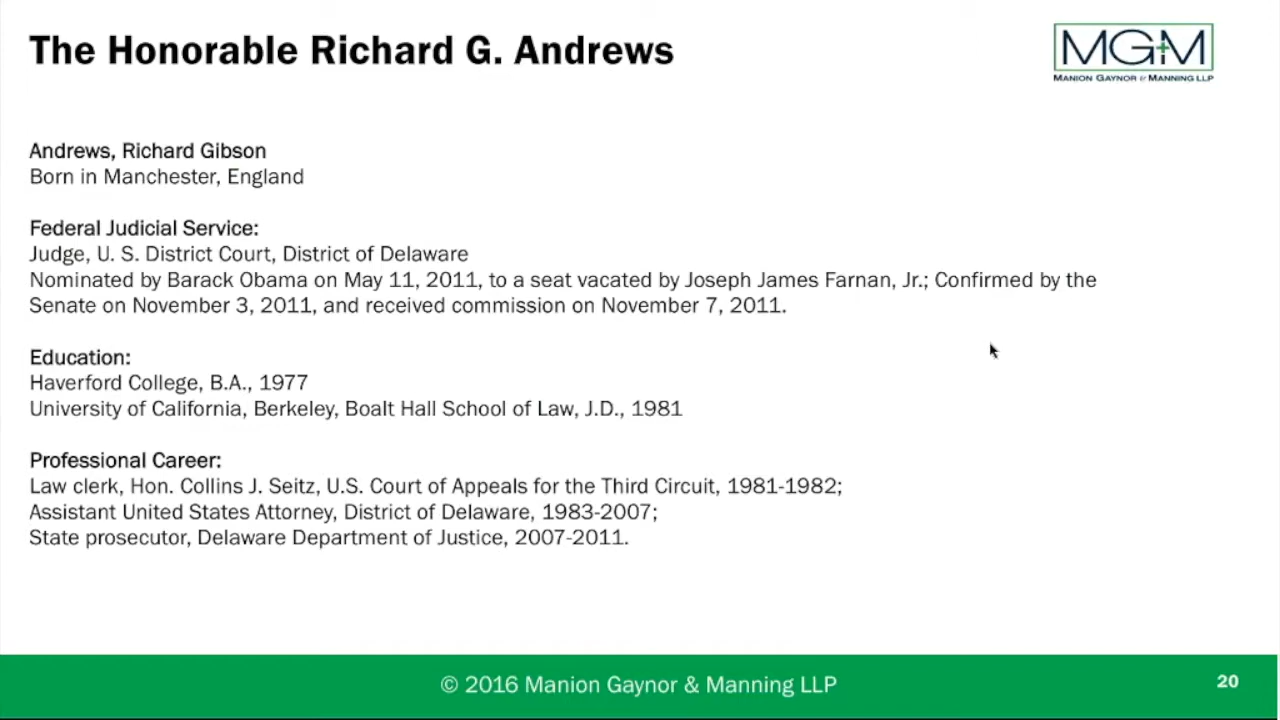 The Honorable Richard G. Andrews
MG+M
MANION GAYNOR & MANNING LLP
Andrews, Richard Gibson
Born in Manchester, England
Federal Judicial Service:
Judge, U. S. District Court, District of Delaware
Nominated by Barack Obama on May 11, 2011, to a seat vacated by Joseph James Farnan, Jr.; Confirmed by the
Senate on November 3, 2011, and received commission on November 7, 2011.
Education:
Haverford College, B.A., 1977
University of California, Berkeley, Boalt Hall School of Law, J.D., 1981
Professional Career:
Law clerk, Hon. Collins J. Seitz, U.S. Court of Appeals for the Third Circuit, 1981-1982;
Assistant United States Attorney, District of Delaware, 1983-2007;
State prosecutor, Delaware Department of Justice, 2007-2011.
© 2016 Manion Gaynor & Manning LLP
20